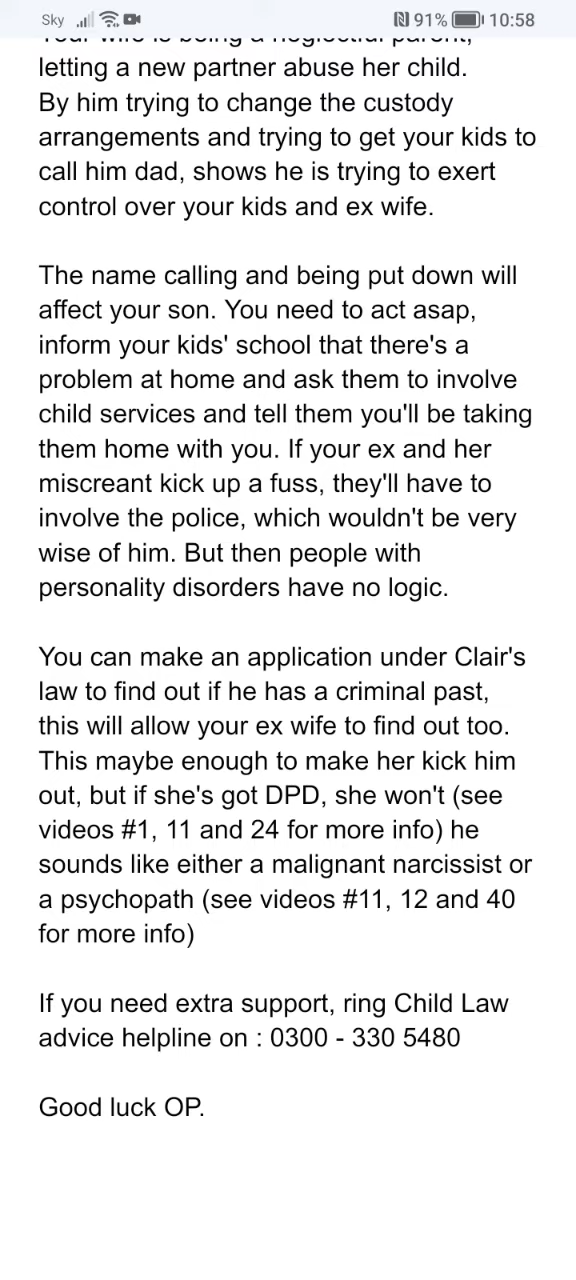 Sky 91% 10:58
letting a new partner abuse her child.
By him trying to change the custody
arrangements and trying to get your kids to
call him dad, shows he is trying to exert
control over your kids and ex wife.
The name calling and being put down will
affect your son. You need to act asap,
inform your kids' school that there's a
problem at home and ask them to involve
child services and tell them you'll be taking
them home with you. If your ex and her
miscreant kick up a fuss, they'll have to
involve the police, which wouldn't be very
wise of him. But then people with
personality disorders have no logic.
You can make an application under Clair's
law to find out if he has a criminal past,
this will allow your ex wife to find out too.
This maybe enough to make her kick him
out, but if she's got DPD, she won't (see
videos #1, 11 and 24 for more info) he
sounds like either a malignant narcissist or
a psychopath (see videos #11, 12 and 40
for more info)
If you need extra support, ring Child Law
advice helpline on : 0300 - 330 5480
Good luck OP.